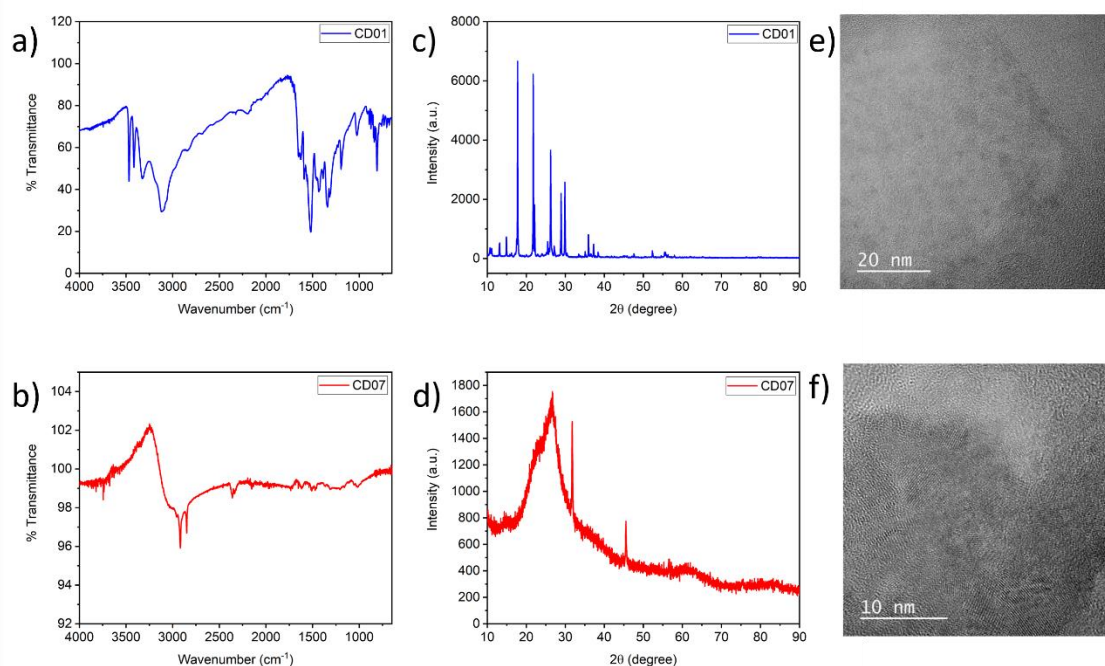 a)
120
100
80
60
40
20
0
% Transmittance
CD01
4000 3500 3000 2500 2000 1500 1000
Wavenumber (cm⁻¹)
c)
8000
6000
4000
2000
0
Intensity (a.u.)
CD01
10 20 30 40 50 60 70 80 90
2θ (degree)
e)
20 nm
b)
104
102
100
98
96
94
92
% Transmittance
CD07
4000 3500 3000 2500 2000 1500 1000
Wavenumber (cm⁻¹)
d)
1800
1600
1400
1200
1000
800
600
400
200
0
Intensity (a.u.)
CD07
10 20 30 40 50 60 70 80 90
2θ (degree)
f)
10 nm